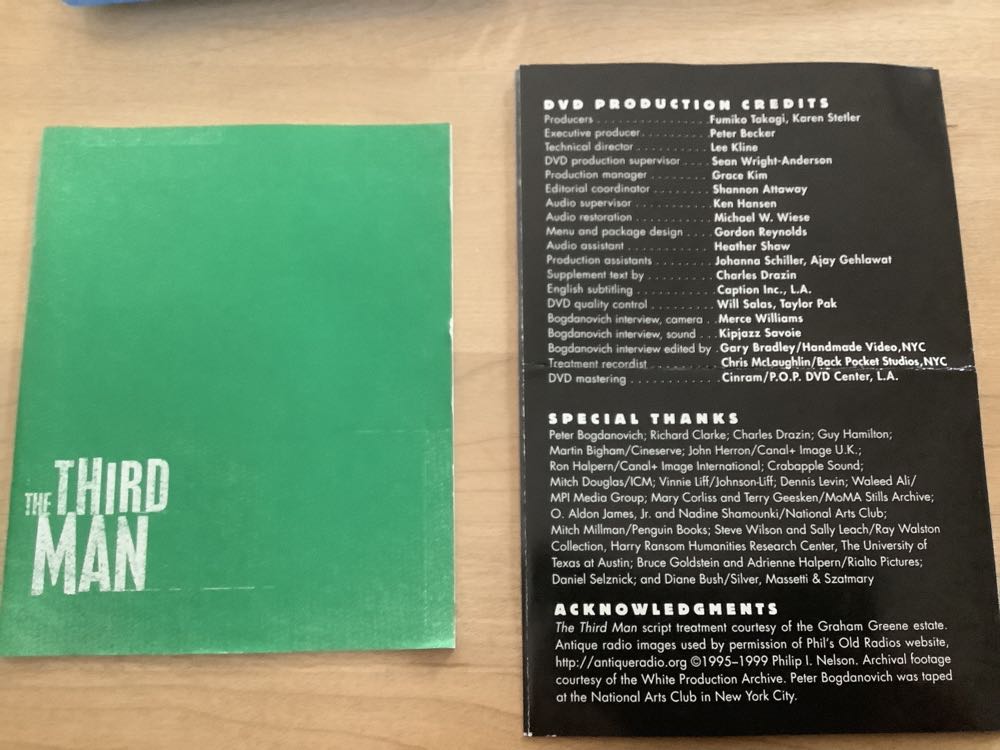 THE THIRD
MAN
DVD PRODUCTION CREDITS
Producers . . . . . . . . . . . . . . . Fumiko Takagi, Karen Stetler
Executive producer . . . . . . . . . Peter Becker
Technical director . . . . . . . . . . Lee Kline
DVD production supervisor . . . . Sean Wright-Anderson
Production manager . . . . . . . . Grace Kim
Editorial coordinator . . . . . . . . Shannon Attaway
Audio supervisor . . . . . . . . . . . Ken Hansen
Audio restoration . . . . . . . . . . . Michael W. Wiese
Menu and package design . . . . Gordon Reynolds
Audio assistant . . . . . . . . . . . . Heather Shaw
Production assistants . . . . . . . . Johanna Schiller, Ajay Gehlawat
Supplement text by . . . . . . . . . Charles Drazin
English subtitling . . . . . . . . . . . Caption Inc., L.A.
DVD quality control . . . . . . . . . Will Salas, Taylor Pak
Bogdanovich interview, camera . . Merce Williams
Bogdanovich interview, sound . . . Kipjazz Savoie
Bogdanovich interview edited by . Gary Bradley/Handmade Video,NYC
Treatment recordist . . . . . . . . . Chris McLaughlin/Back Pocket Studios,NYC
DVD mastering . . . . . . . . . . . . Cinram/P.O.P. DVD Center, L.A.
SPECIAL THANKS
Peter Bogdanovich; Richard Clarke; Charles Drazin; Guy Hamilton;
Martin Bigham/Cineserve; John Herron/Canal+ Image U.K.;
Ron Halpern/Canal+ Image International; Crabapple Sound;
Mitch Douglas/ICM; Vinnie Liff/Johnson-Liff; Dennis Levin; Waleed Ali/
MPI Media Group; Mary Corliss and Terry Geesken/MoMA Stills Archive;
O. Aldon James, Jr. and Nadine Shamounki/National Arts Club;
Mitch Millman/Penguin Books; Steve Wilson and Sally Leach/Ray Walston
Collection, Harry Ransom Humanities Research Center, The University of
Texas at Austin; Bruce Goldstein and Adrienne Halpern/Rialto Pictures;
Daniel Selznick; and Diane Bush/Silver, Massetti & Szatmary
ACKNOWLEDGMENTS
The Third Man script treatment courtesy of the Graham Greene estate.
Antique radio images used by permission of Phil's Old Radios website,
http://antiqueradio.org ©1995–1999 Philip I. Nelson. Archival footage
courtesy of the White Production Archive. Peter Bogdanovich was taped
at the National Arts Club in New York City.